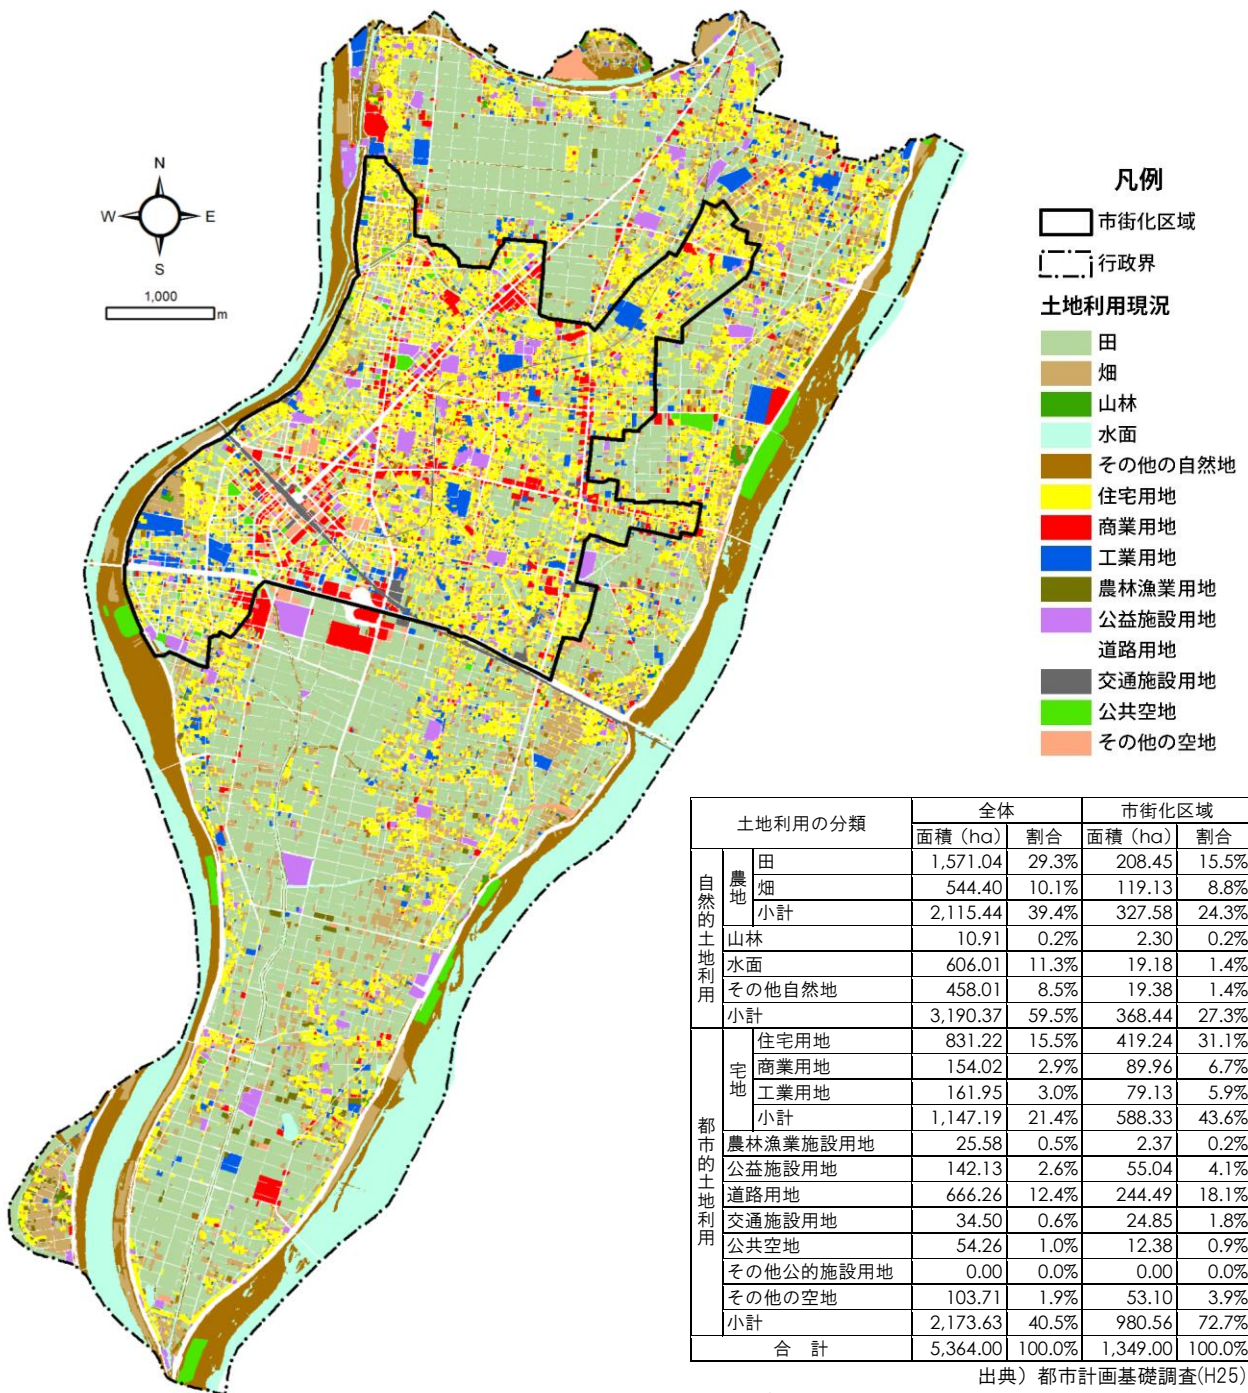 N
W E
S
1,000
m
凡例
市街化区域
行政界
土地利用現況
田
畑
山林
水面
その他の自然地
住宅用地
商業用地
工業用地
農林漁業用地
公益施設用地
道路用地
交通施設用地
公共空地
その他の空地
土地利用の分類 全体 市街化区域
面積（ha） 割合 面積（ha） 割合
自然的土地利用
農地
田 1,571.04 29.3% 208.45 15.5%
畑 544.40 10.1% 119.13 8.8%
小計 2,115.44 39.4% 327.58 24.3%
山林 10.91 0.2% 2.30 0.2%
水面 606.01 11.3% 19.18 1.4%
その他自然地 458.01 8.5% 19.38 1.4%
小計 3,190.37 59.5% 368.44 27.3%
都市的土地利用
宅地
住宅用地 831.22 15.5% 419.24 31.1%
商業用地 154.02 2.9% 89.96 6.7%
工業用地 161.95 3.0% 79.13 5.9%
小計 1,147.19 21.4% 588.33 43.6%
農林漁業施設用地 25.58 0.5% 2.37 0.2%
公益施設用地 142.13 2.6% 55.04 4.1%
道路用地 666.26 12.4% 244.49 18.1%
交通施設用地 34.50 0.6% 24.85 1.8%
公共空地 54.26 1.0% 12.38 0.9%
その他公的施設用地 0.00 0.0% 0.00 0.0%
その他の空地 103.71 1.9% 53.10 3.9%
小計 2,173.63 40.5% 980.56 72.7%
合 計 5,364.00 100.0% 1,349.00 100.0%
出典）都市計画基礎調査(H25)